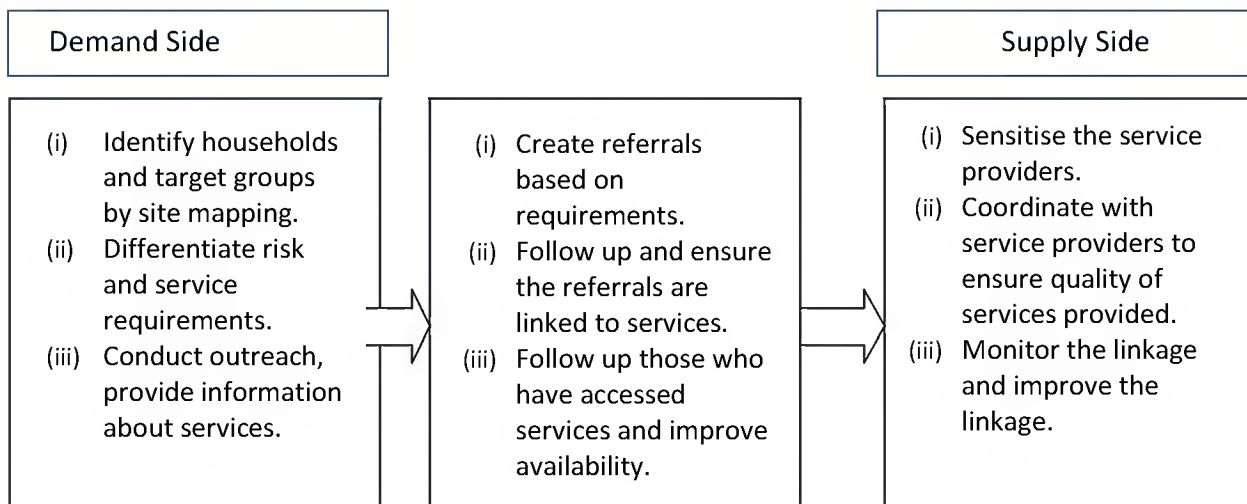 Demand Side
Supply Side
(i) Identify households
and target groups
by site mapping.
(ii) Differentiate risk
and service
requirements.
(iii) Conduct outreach,
provide information
about services.
(i) Create referrals
based on
requirements.
(ii) Follow up and ensure
the referrals are
linked to services.
(iii) Follow up those who
have accessed
services and improve
availability.
(i) Sensitise the service
providers.
(ii) Coordinate with
service providers to
ensure quality of
services provided.
(iii) Monitor the linkage
and improve the
linkage.